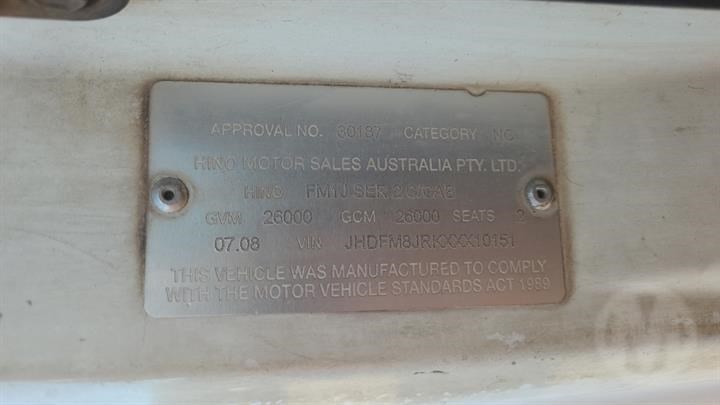 APPROVAL NO. 30187 CATEGORY NC
HINO MOTOR SALES AUSTRALIA PTY. LTD.
HINO FM1J SER 2 C/CAB
GVM 26000 GCM 26000 SEATS 2
07.08 VIN JHDFM8JRKXXX10151
THIS VEHICLE WAS MANUFACTURED TO COMPLY
WITH THE MOTOR VEHICLE STANDARDS ACT 1989